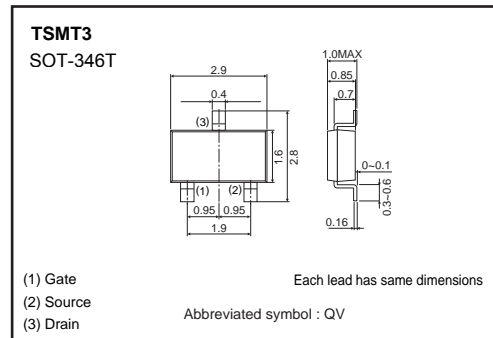 TSMT3
SOT-346T
1.0MAX
2.9
0.85
0.4
0.7
(3)
1.6
2.8
0~0.1
(1)
(2)
0.3~0.6
0.95
0.95
0.16
1.9
(1) Gate
Each lead has same dimensions
(2) Source
(3) Drain
Abbreviated symbol : QV